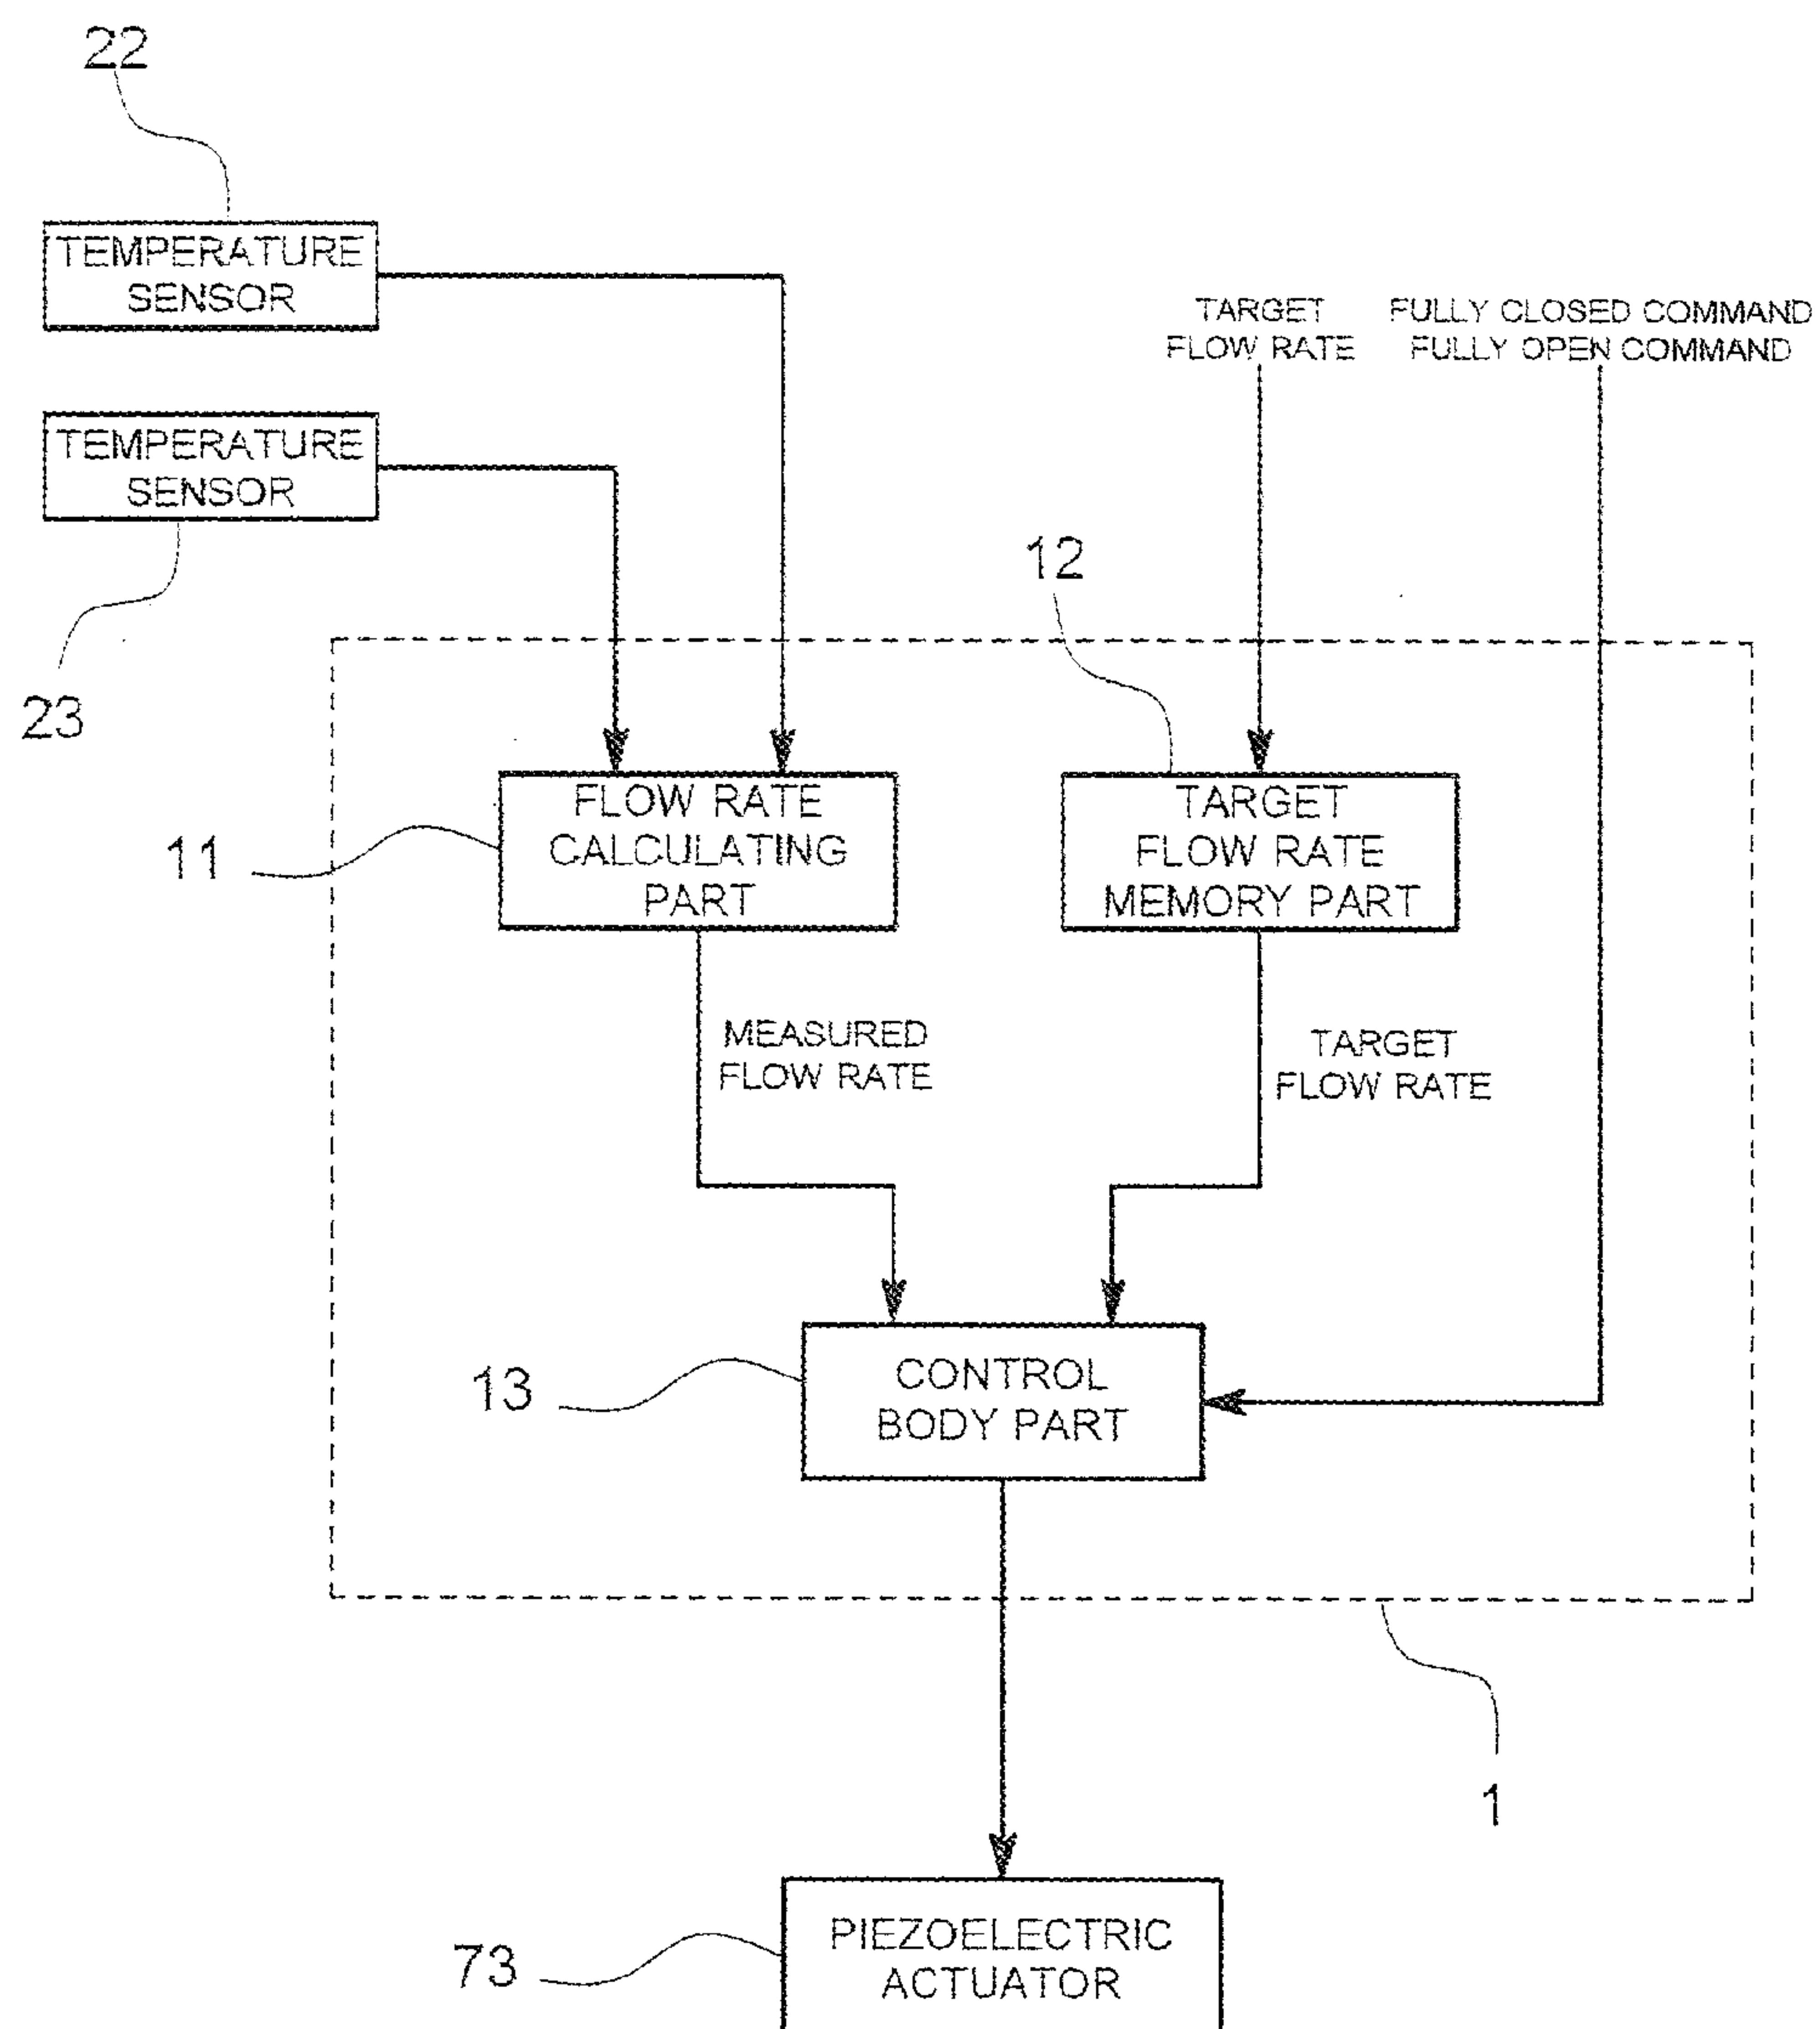 22
TEMPERATURE
SENSOR
TARGET
FLOW RATE
FULLY CLOSED COMMAND
FULLY OPEN COMMAND
TEMPERATURE
SENSOR
23
12
FLOW RATE
CALCULATING
PART
11
TARGET
FLOW RATE
MEMORY PART
MEASURED
FLOW RATE
TARGET
FLOW RATE
13
CONTROL
BODY PART
1
73
PIEZOELECTRIC
ACTUATOR